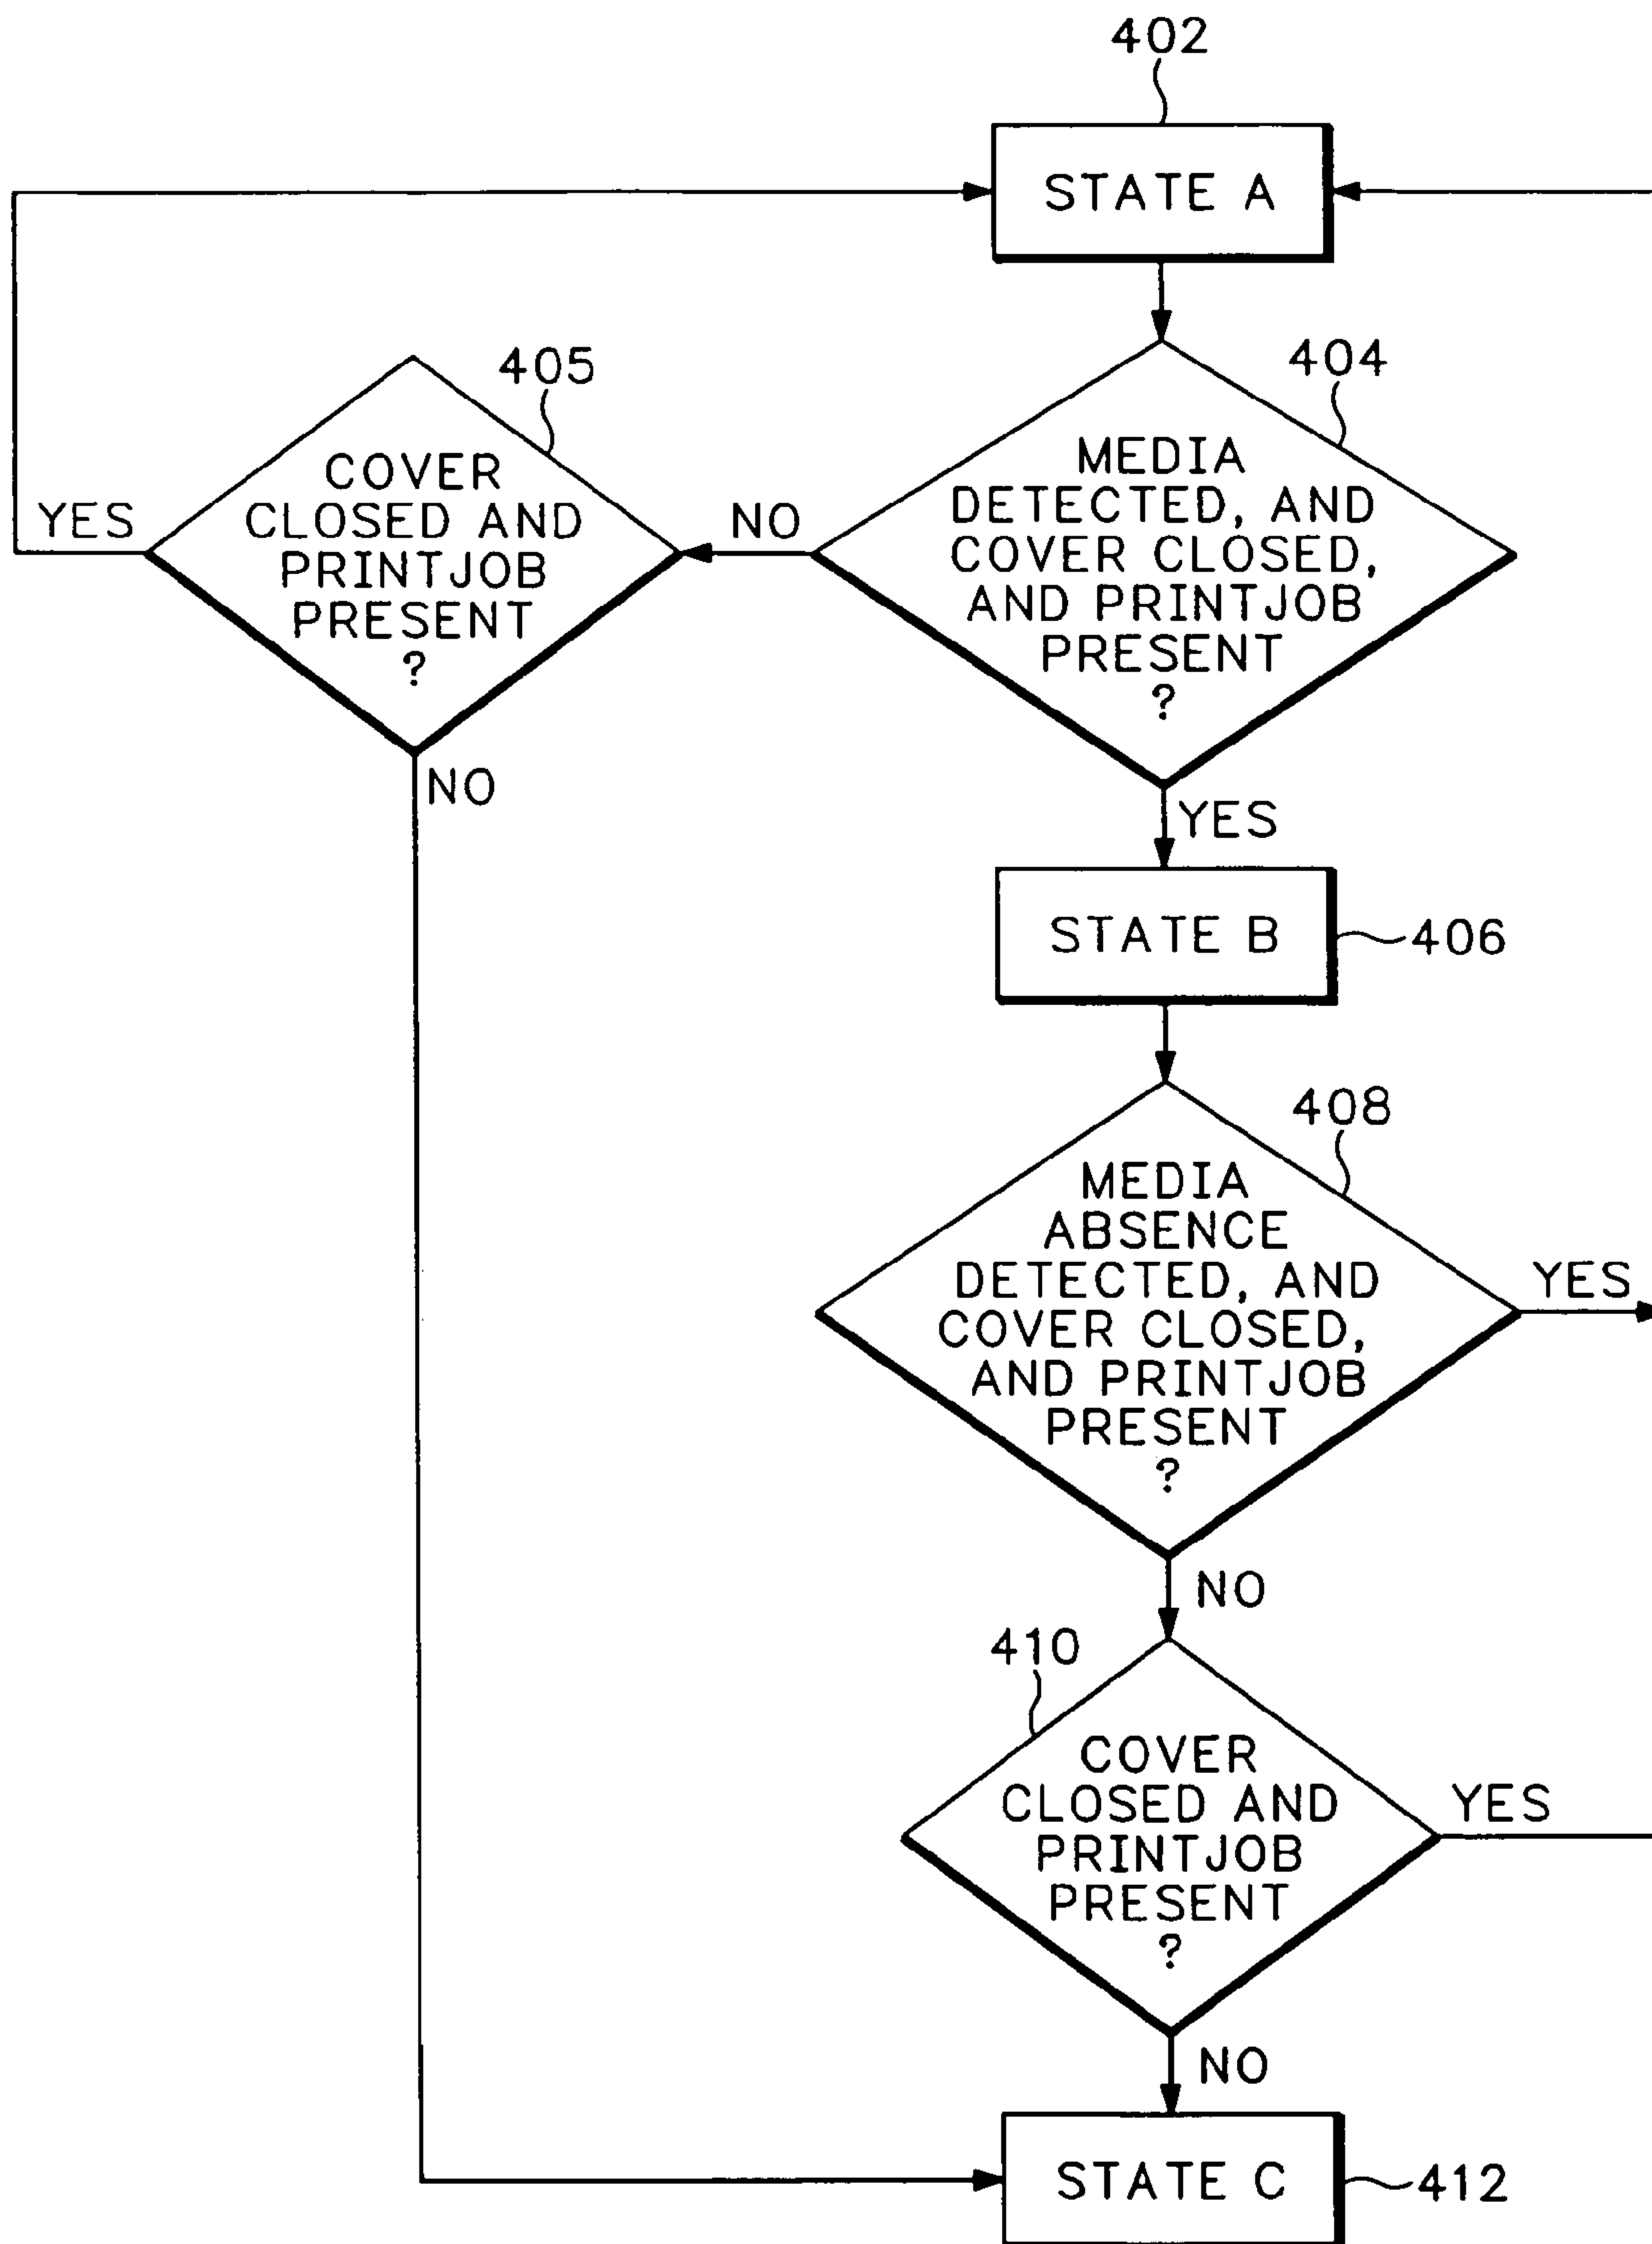 402
STATE A
405
404
COVER
CLOSED AND
PRINTJOB
PRESENT
?
YES
NO
MEDIA
DETECTED, AND
COVER CLOSED,
AND PRINTJOB
PRESENT
?
NO
YES
STATE B
406
408
MEDIA
ABSENCE
DETECTED, AND
COVER CLOSED,
AND PRINTJOB
PRESENT
?
YES
NO
410
COVER
CLOSED AND
PRINTJOB
PRESENT
?
YES
NO
STATE C
412